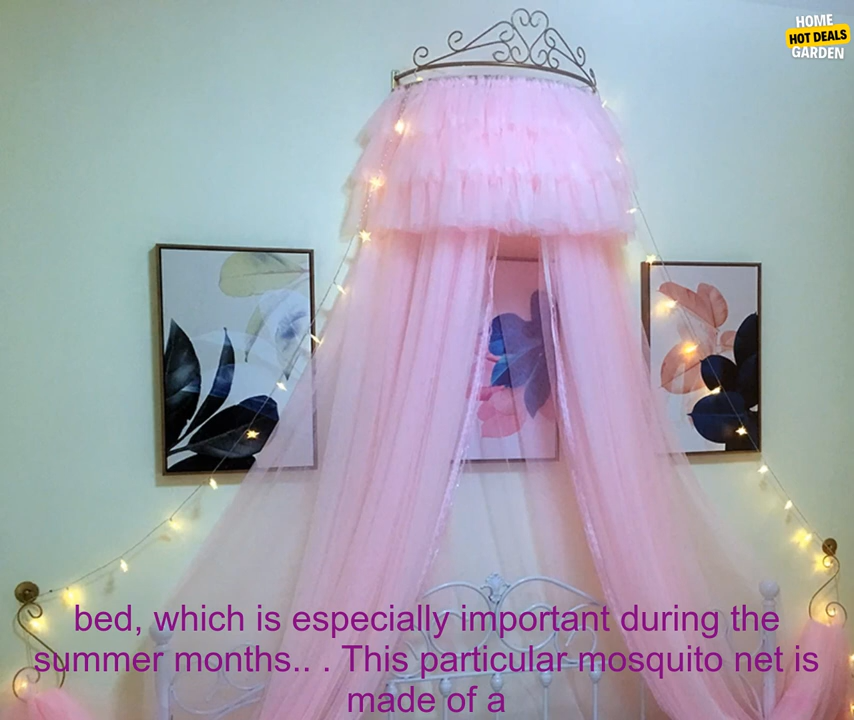 HOME
HOT DEALS
GARDEN
bed, which is especially important during the
summer months.. . This particular mosquito net is
made of a